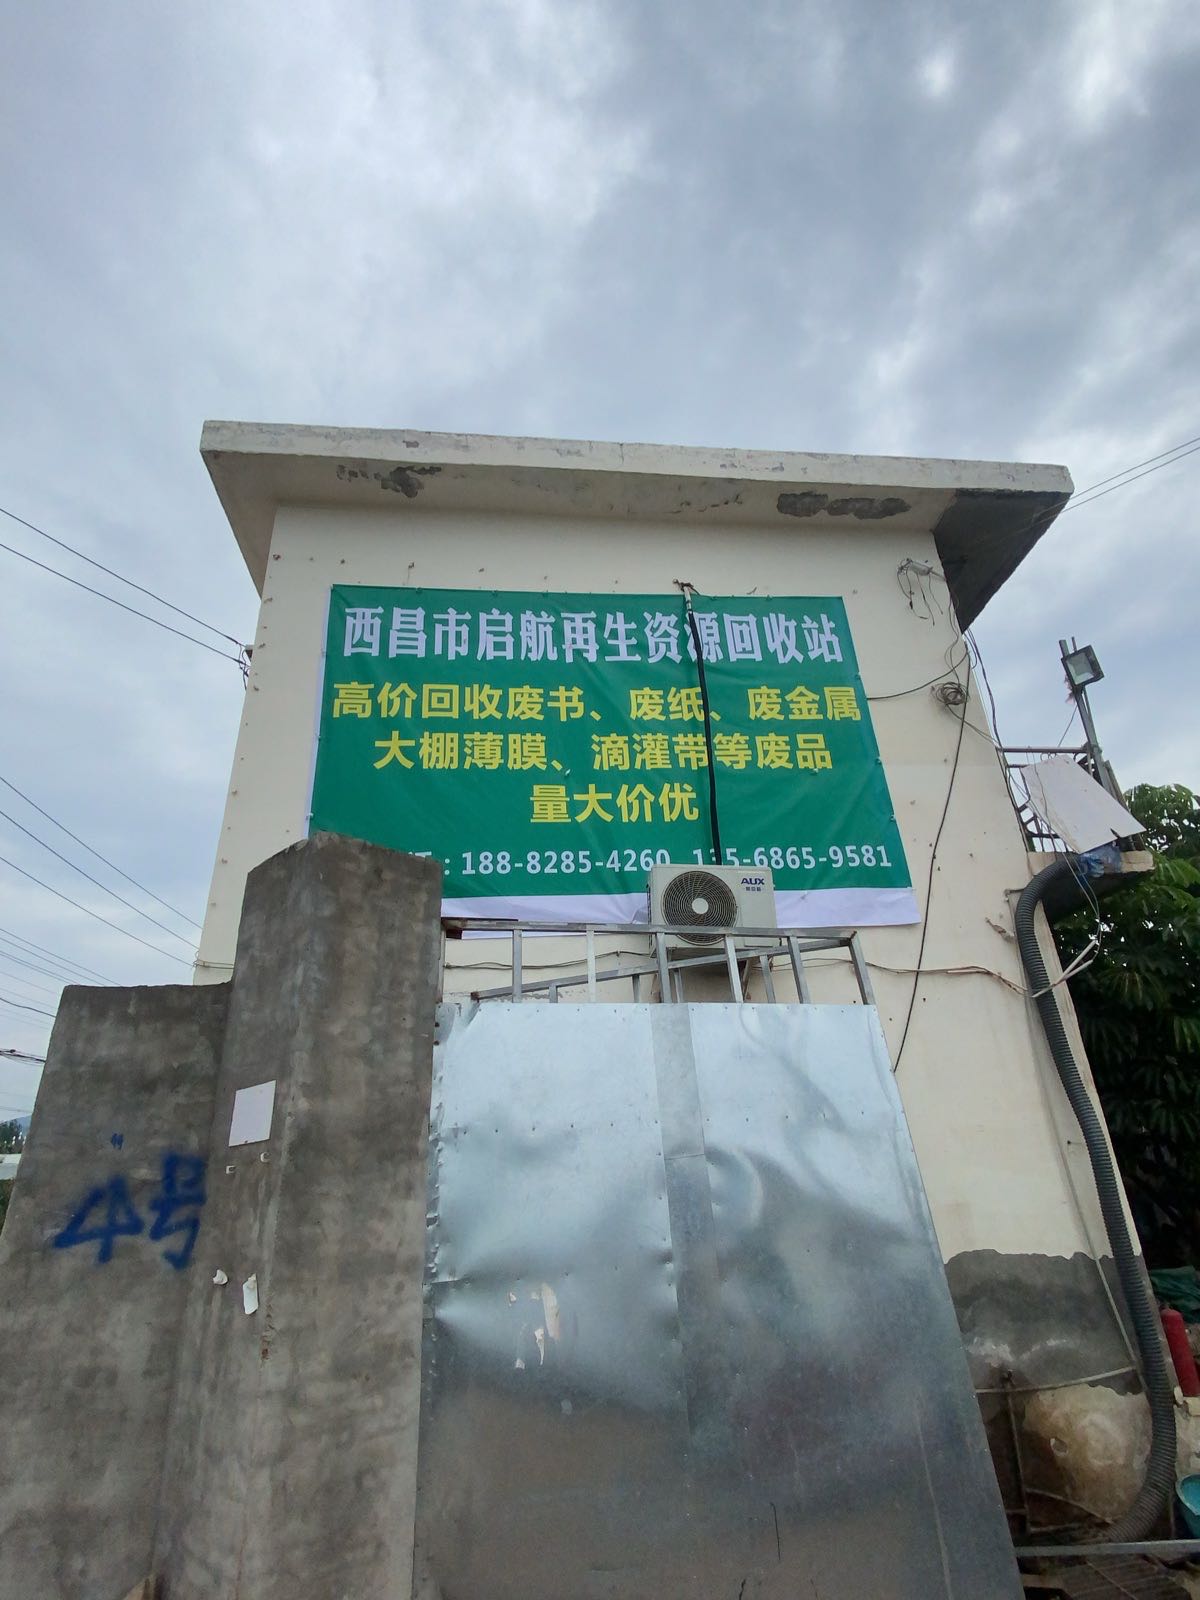 西昌市启航再生资源回收站
高价回收废书、废纸、废金属
大棚薄膜、滴灌带等废品
量大价优
：188-8285-4260 135-6865-9581
AUX
4号